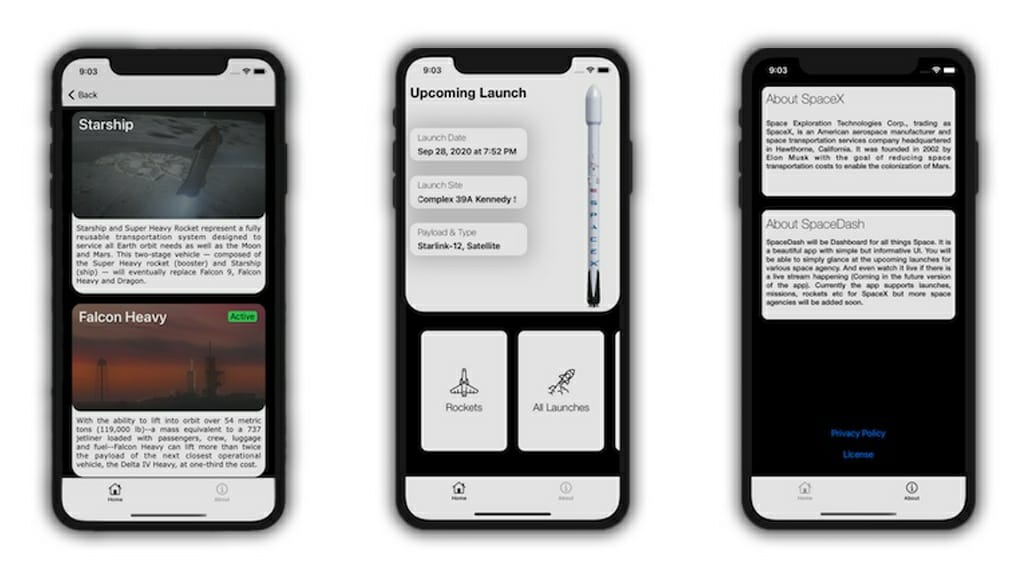 9:03
Back
Starship
Starship and Super Heavy Rocket represent a fully
reusable transportation system designed to
service all Earth orbit needs as well as the Moon
and Mars. This two-stage vehicle — composed of
the Super Heavy rocket (booster) and Starship
(ship) — will eventually replace Falcon 9, Falcon
Heavy and Dragon.
Falcon Heavy
Active
With the ability to lift into orbit over 54 metric
tons (119,000 lb)--a mass equivalent to a 737
jetliner loaded with passengers, crew, luggage
and fuel--Falcon Heavy can lift more than twice
the payload of the next closest operational
vehicle, the Delta IV Heavy, at one-third the cost.
Home
About
9:03
Upcoming Launch
Launch Date
Sep 28, 2020 at 7:52 PM
Launch Site
Complex 39A Kennedy
Payload & Type
Starlink-12, Satellite
SPACEX
Rockets
All Launches
Home
About
9:03
About SpaceX
Space Exploration Technologies Corp., trading as
SpaceX, is an American aerospace manufacturer and
space transportation services company headquartered
in Hawthorne, California. It was founded in 2002 by
Elon Musk with the goal of reducing space
transportation costs to enable the colonization of Mars.
About SpaceDash
SpaceDash will be Dashboard for all things Space. It is
a beautiful app with simple but informative UI. You will
be able to simply glance at the upcoming launches for
various space agency. And even watch it live if there is
a live stream happening (Coming in the future version
of the app). Currently the app supports launches,
missions, rockets etc for SpaceX but more space
agencies will be added soon.
Privacy Policy
License
Home
About